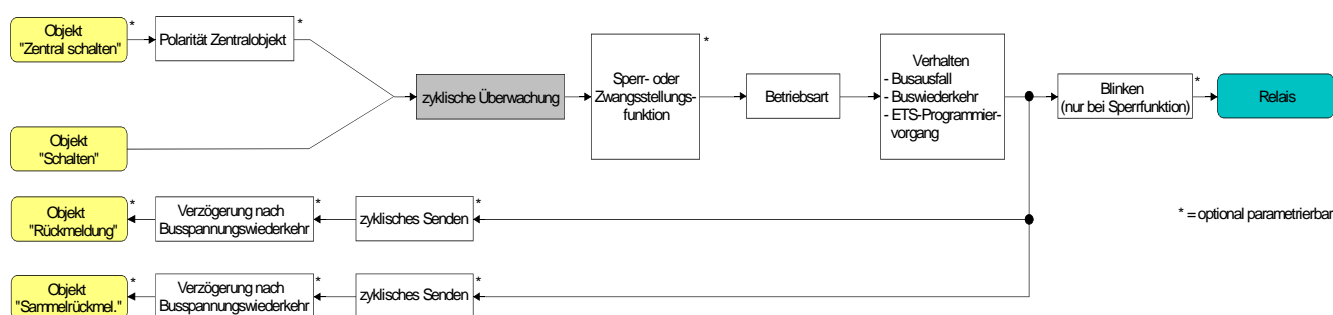 Objekt
"Zentral schalten"
*
Polarität Zentralobjekt
*
Objekt
"Schalten"
zyklische Überwachung
Sperr- oder
Zwangsstellungs-
funktion
*
Betriebsart
Verhalten
- Busausfall
- Buswiederkehr
- ETS-Programmier-
vorgang
Blinken
(nur bei Sperrfunktion)
*
Relais
Objekt
"Rückmeldung"
*
Verzögerung nach
Busspannungswiederkehr
*
zyklisches Senden
*
* = optional parametrierbar
Objekt
"Sammelrückmel."
*
Verzögerung nach
Busspannungswiederkehr
*
zyklisches Senden
*